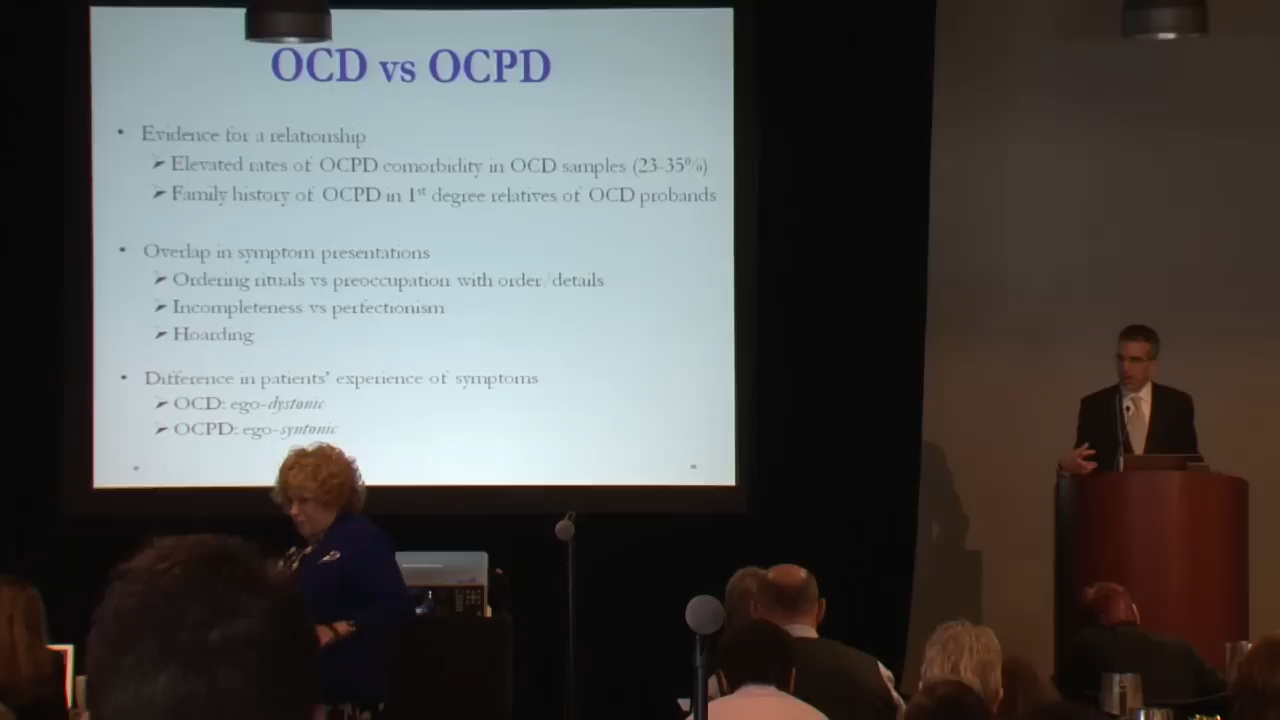 OCD vs OCPD
• Evidence for a relationship
➤ Elevated rates of OCPD comorbidity in OCD samples (23-35%)
➤ Family history of OCPD in 1st degree relatives of OCD probands
• Overlap in symptom presentations
➤ Ordering rituals vs preoccupation with order/details
➤ Incompleteness vs perfectionism
➤ Hoarding
• Difference in patients' experience of symptoms
➤ OCD: ego-dystonic
➤ OCPD: ego-syntonic